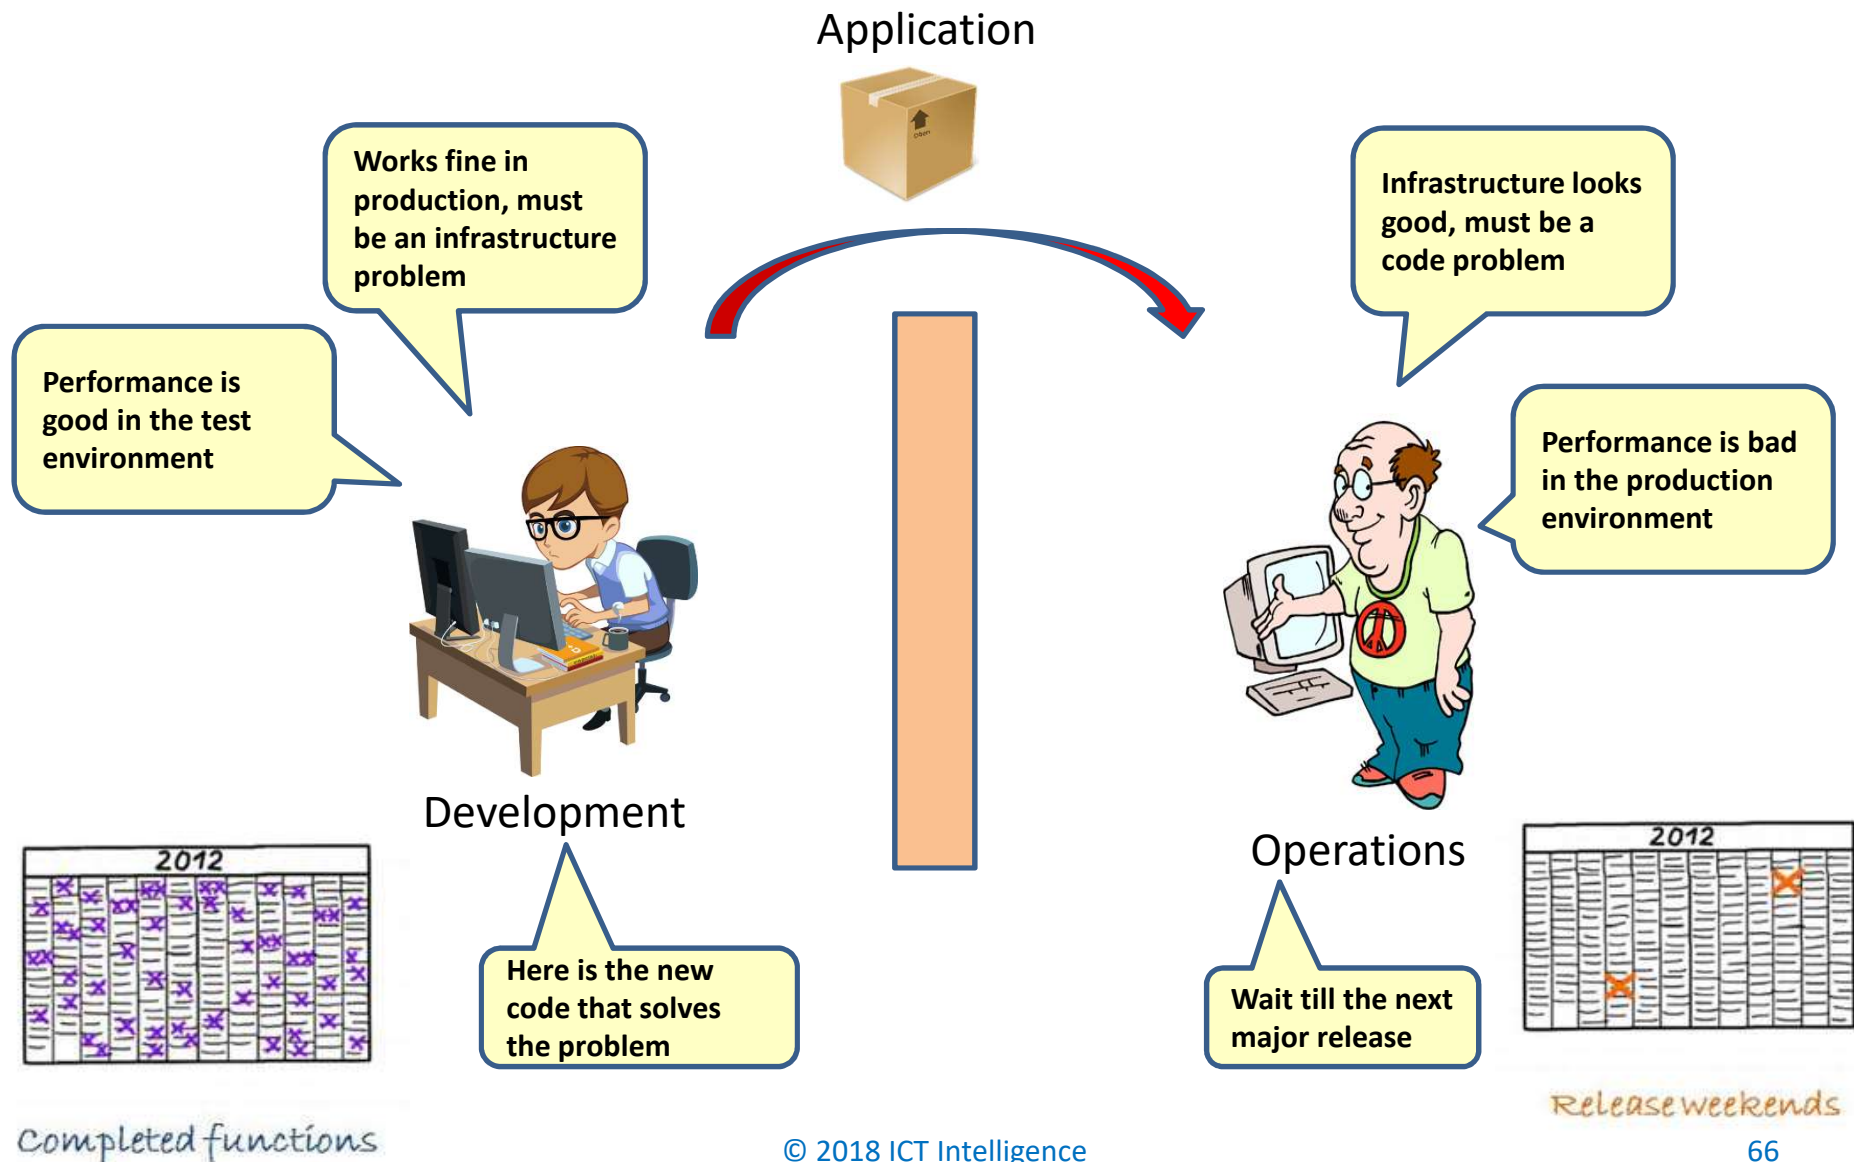 Application
Works fine in
production, must
be an infrastructure
problem
Infrastructure looks
good, must be a
code problem
Performance is
good in the test
environment
Performance is bad
in the production
environment
Development
Operations
2012
2012
Here is the new
code that solves
the problem
Wait till the next
major release
Completed functions
Release weekends
© 2018 ICT Intelligence
66